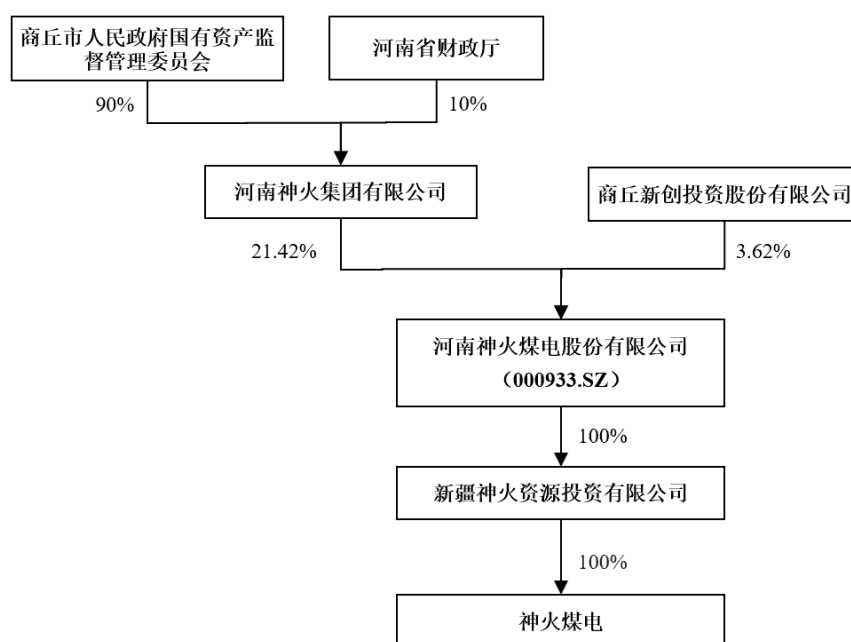 商丘市人民政府国有资产监
督管理委员会
河南省财政厅
90%
10%
河南神火集团有限公司
商丘新创投资股份有限公司
21.42%
3.62%
河南神火煤电股份有限公司
（000933.SZ）
100%
新疆神火资源投资有限公司
100%
神火煤电